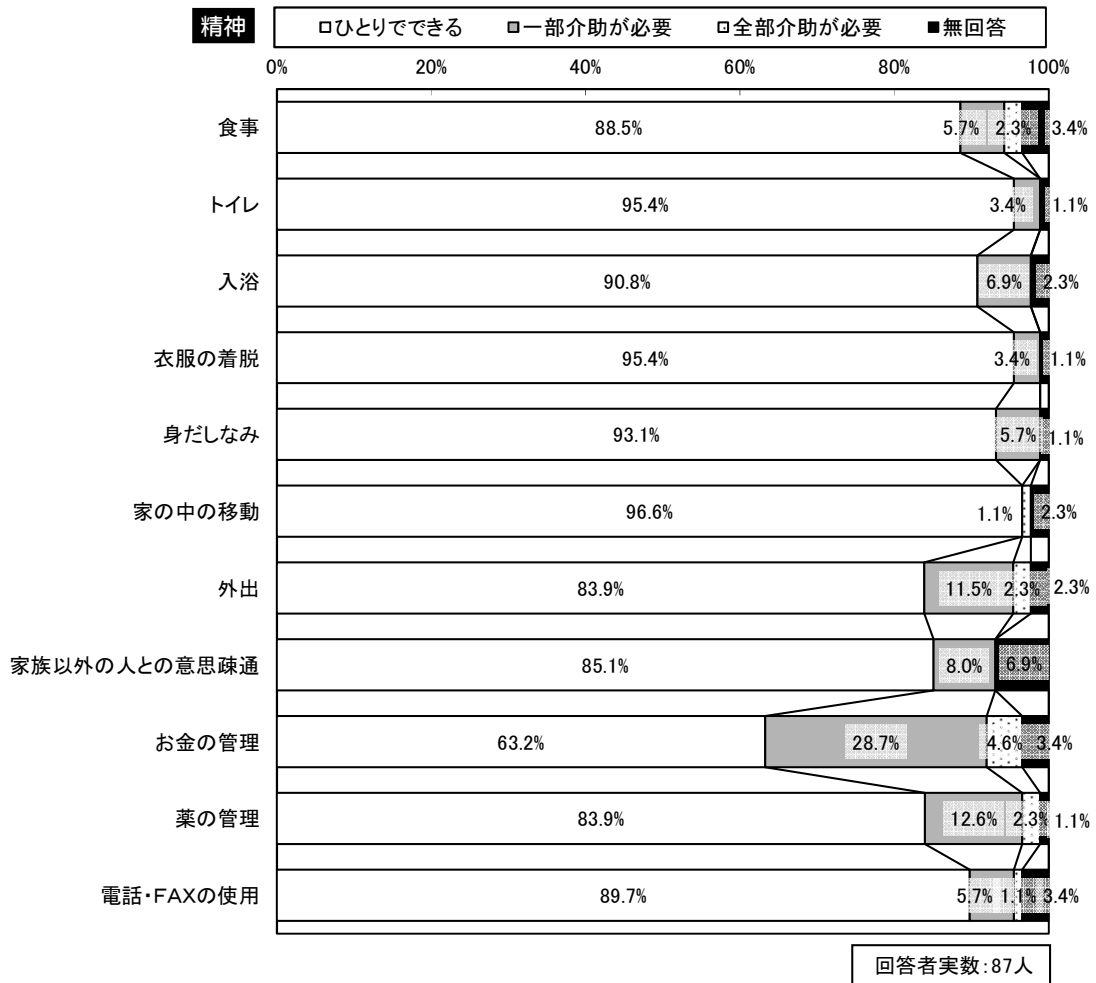 精神
□ひとりでできる ■一部介助が必要 □全部介助が必要 ■無回答
0% 20% 40% 60% 80% 100%
食事 88.5% 5.7% 2.3% 3.4%
トイレ 95.4% 3.4% 1.1%
入浴 90.8% 6.9% 2.3%
衣服の着脱 95.4% 3.4% 1.1%
身だしなみ 93.1% 5.7% 1.1%
家の中の移動 96.6% 1.1% 2.3%
外出 83.9% 11.5% 2.3% 2.3%
家族以外の人との意思疎通 85.1% 8.0% 6.9%
お金の管理 63.2% 28.7% 4.6% 3.4%
薬の管理 83.9% 12.6% 2.3% 1.1%
電話・FAXの使用 89.7% 5.7% 1.1% 3.4%
回答者実数:87人